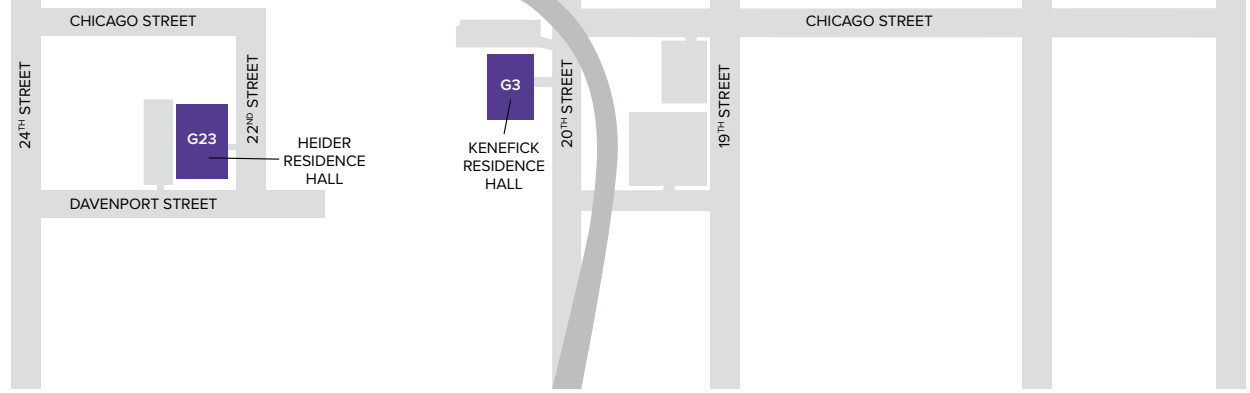 CHICAGO STREET
CHICAGO STREET
24TH STREET
22ND STREET
20TH STREET
19TH STREET
G3
G23
HEIDER
RESIDENCE
HALL
KENEFICK
RESIDENCE
HALL
DAVENPORT STREET